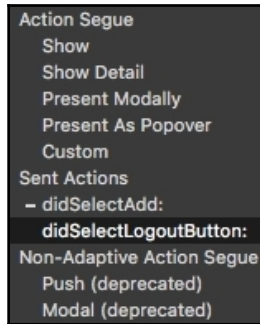 Action Segue
Show
Show Detail
Present Modally
Present As Popover
Custom
Sent Actions
– didSelectAdd:
didSelectLogoutButton:
Non-Adaptive Action Segue
Push (deprecated)
Modal (deprecated)